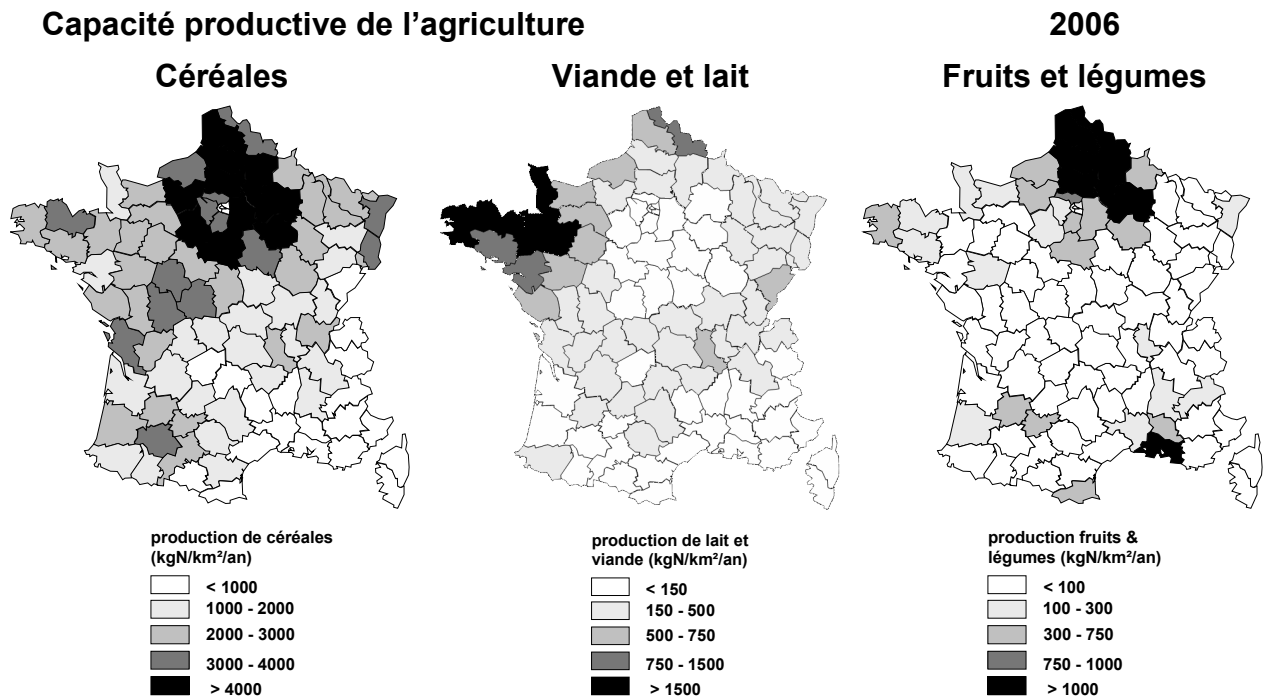 Capacité productive de l'agriculture
2006
Céréales
Viande et lait
Fruits et légumes
production de céréales
(kgN/km²/an)
< 1000
1000 - 2000
2000 - 3000
3000 - 4000
> 4000
production de lait et
viande (kgN/km²/an)
< 150
150 - 500
500 - 750
750 - 1500
> 1500
production fruits &
légumes (kgN/km²/an)
< 100
100 - 300
300 - 750
750 - 1000
> 1000